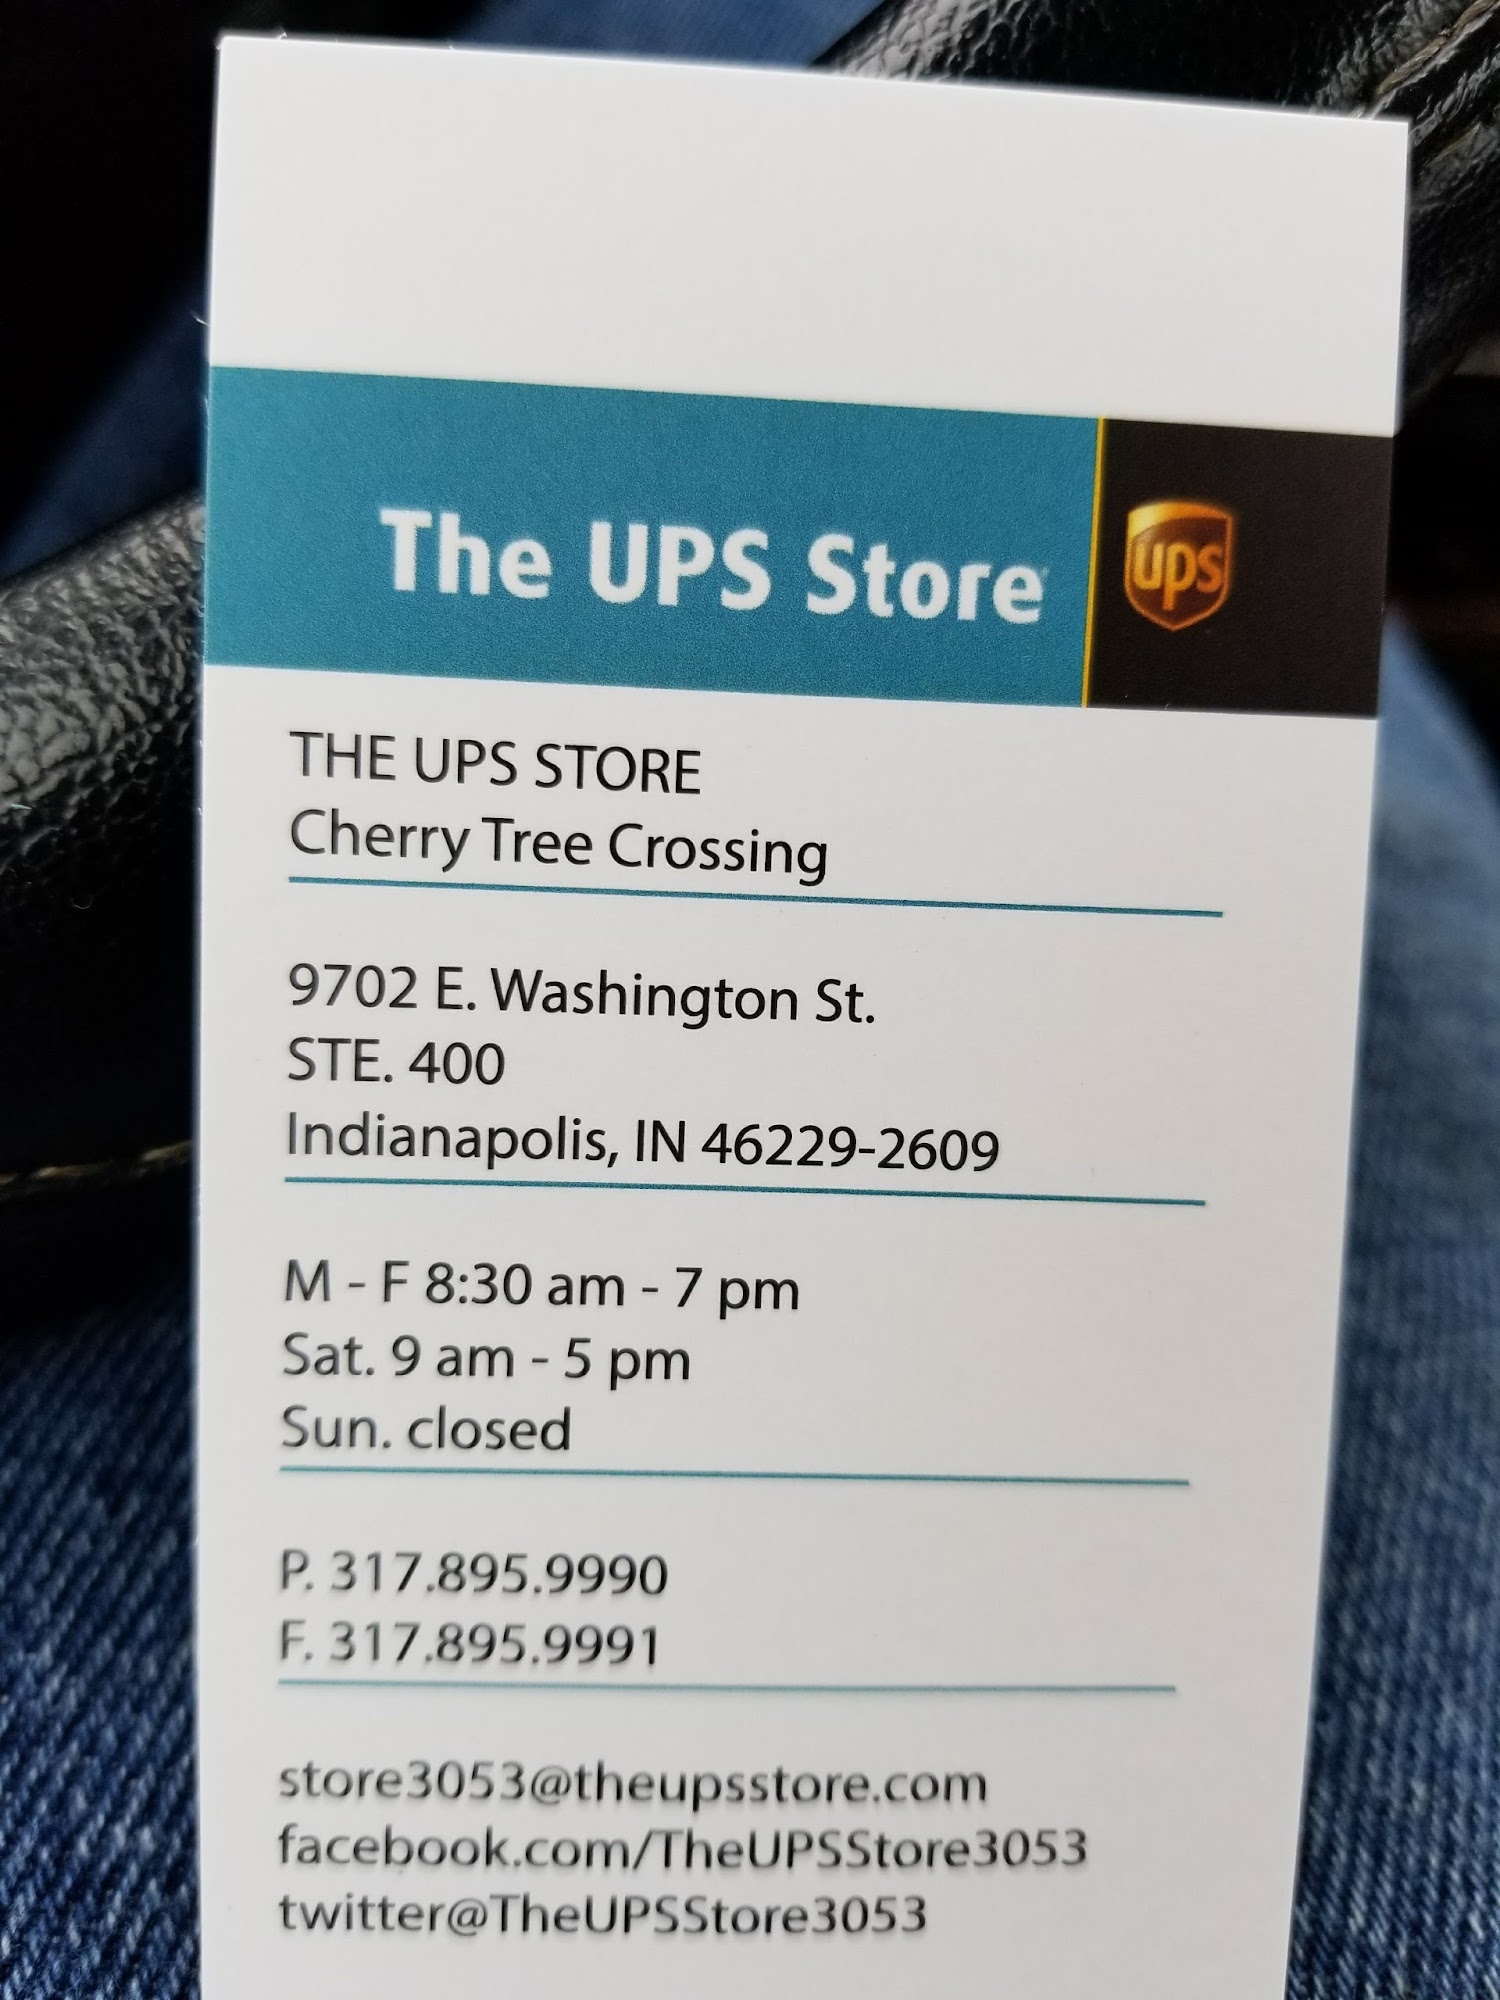 The UPS Store
ups
THE UPS STORE
Cherry Tree Crossing
9702 E. Washington St.
STE. 400
Indianapolis, IN 46229-2609
M - F 8:30 am - 7 pm
Sat. 9 am - 5 pm
Sun. closed
P. 317.895.9990
F. 317.895.9991
store3053@theupsstore.com
facebook.com/TheUPSStore3053
twitter@TheUPSStore3053